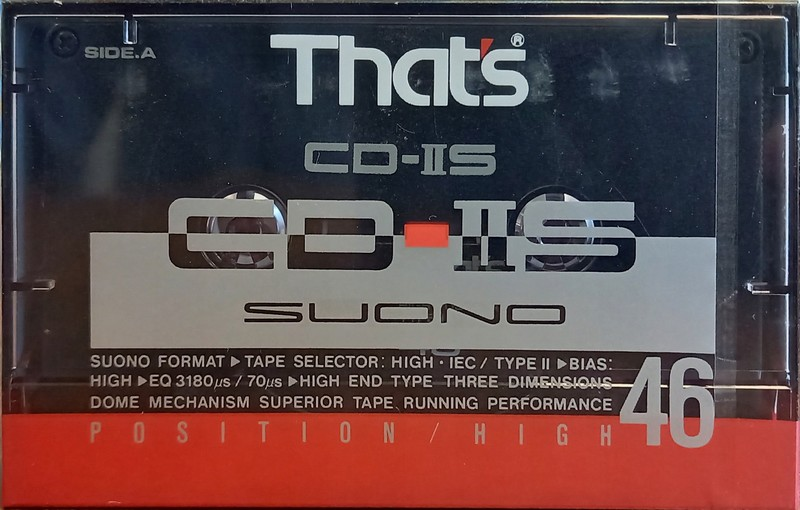 SIDE.A
That's®
CD-IIS
CD-IIS
SUONO
SUONO FORMAT ▶ TAPE SELECTOR: HIGH · IEC / TYPE II ▶ BIAS:
HIGH ▶ EQ 3180μs / 70μs ▶ HIGH END TYPE THREE DIMENSIONS
DOME MECHANISM SUPERIOR TAPE RUNNING PERFORMANCE
46
POSITION/HIGH